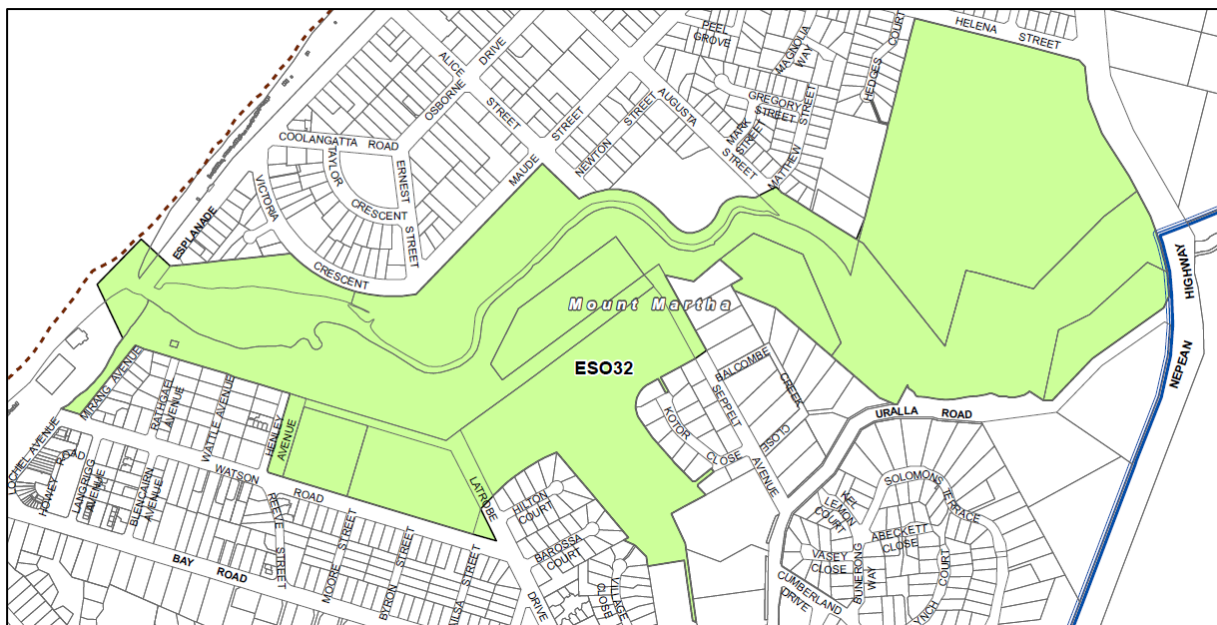 HELENA
STREET
PEEL
GROVE
MAGNOLIA
WAY
HEDGES
COURT
ALICE
DRIVE
OSBORNE
STREET
STREET
MAUDE
STREET
NEWTON
AUGUSTA
STREET
GREGORY
STREET
MARK
STREET
MATTHEW
STREET
COOLANGATTA ROAD
TAYLOR
CRESCENT
ERNEST
STREET
VICTORIA
CRESCENT
ESPLANADE
Mount Martha
ESO32
HIGHWAY
NEPEAN
BALCOMBE
CREEK
CLOSE
SEPPELT
AVENUE
KOTOR
CLOSE
URALLA ROAD
MIRANG AVENUE
RATHGAEL
AVENUE
WATTLE AVENUE
HENLEY
AVENUE
WATSON
ROAD
LATROBE
HOWEY
ROAD
LANGRIGG
AVENUE
BLENCAIRN
AVENUE
REEVE
STREET
MOORE
STREET
BYRON
STREET
STREET
BAY ROAD
HILTON
COURT
BAROSSA
COURT
VILLAGE
CLOSE
DRIVE
SOLOMONS
TERRACE
KEL
LEMON
COURT
ABECKETT
CLOSE
VASEY
CLOSE
BUNERONG
WAY
COURT
CUMBERLAND
DRIVE